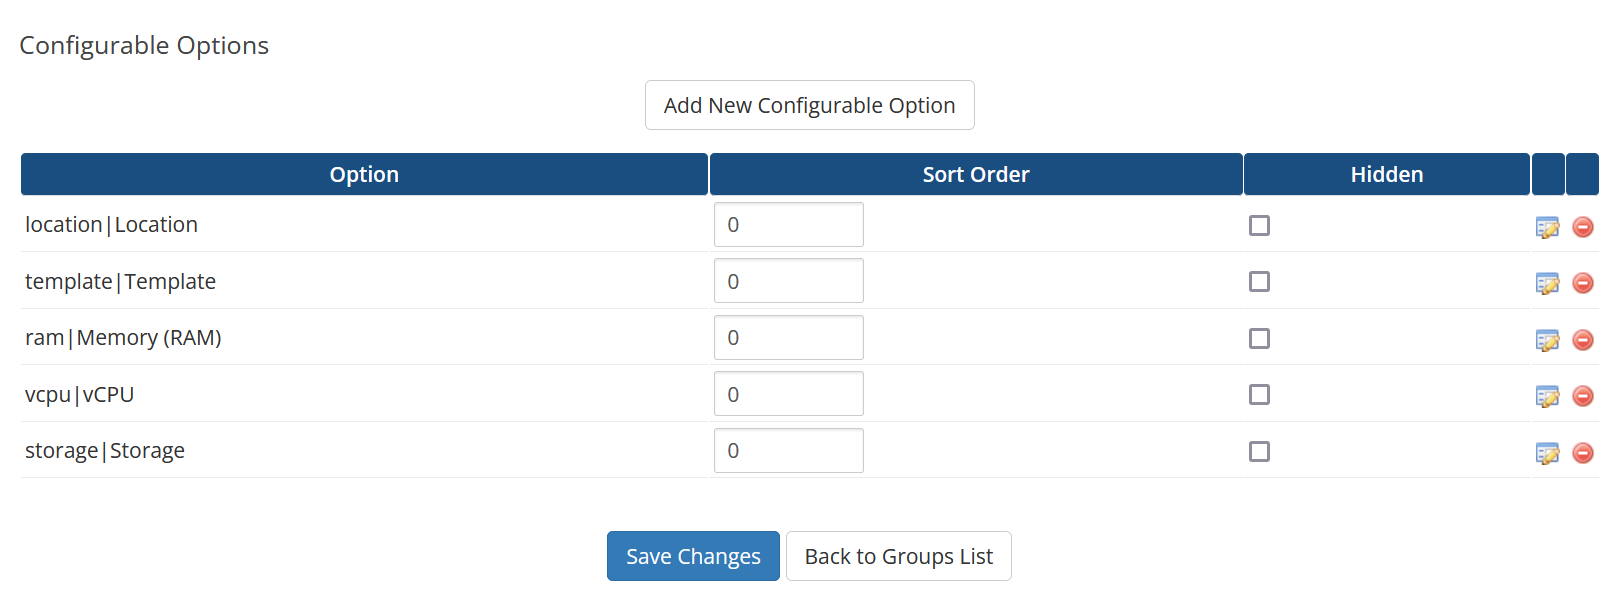 Configurable Options
Add New Configurable Option
Option Sort Order Hidden
location|Location 0
template|Template 0
ram|Memory (RAM) 0
vcpu|vCPU 0
storage|Storage 0
Save Changes Back to Groups List